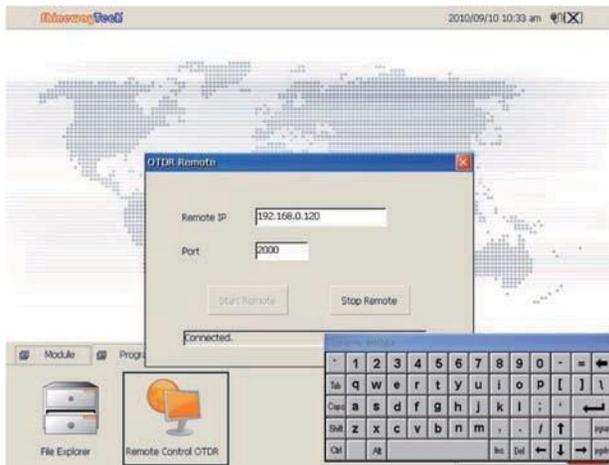 ShinewayTech
2010/09/10 10:33 am
OTDR Remote
Remote IP 192.168.0.120
Port 2000
Start Remote Stop Remote
Connected.
Module
` 1 2 3 4 5 6 7 8 9 0 - =
Tab q w e r t y u i o p [ ] \
Caps a s d f g h j k l ; '
Shift z x c v b n m , . /
Ctrl Alt Ins Del
File Explorer
Remote Control OTDR